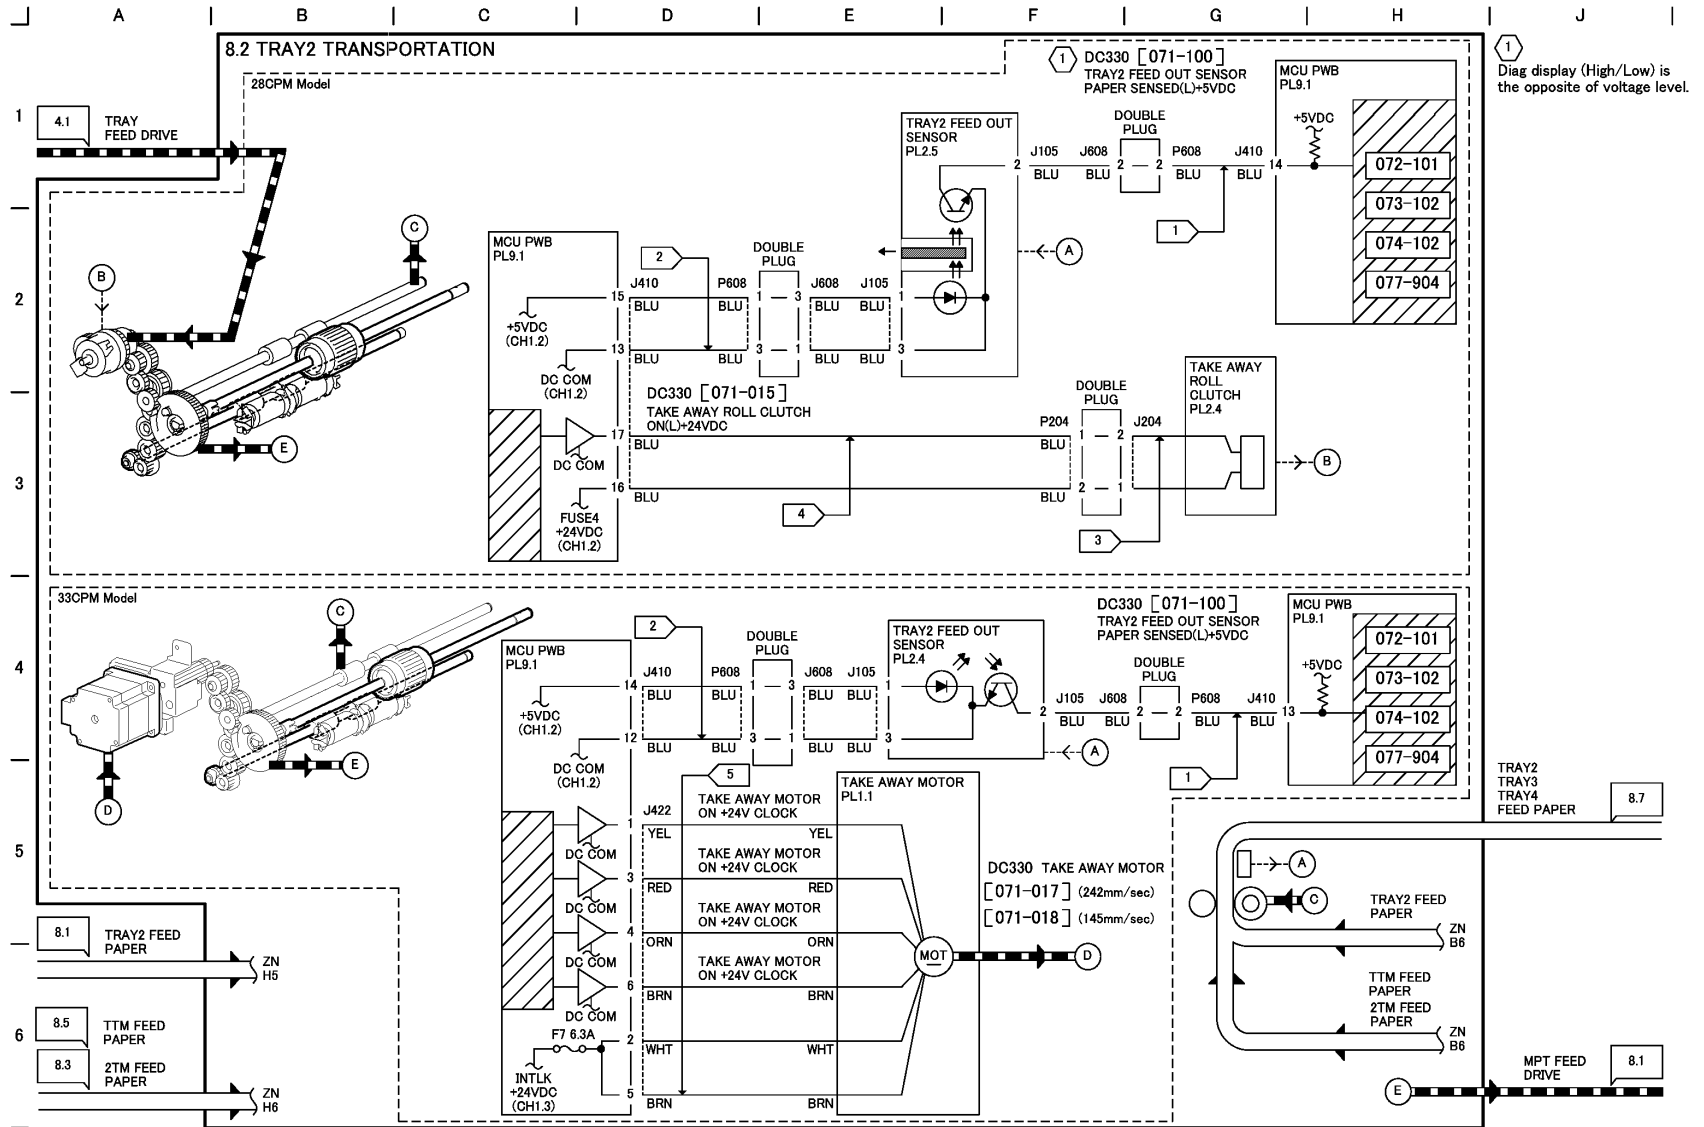 A B C D E F G H J
8.2 TRAY2 TRANSPORTATION
1
Diag display (High/Low) is
the opposite of voltage level.
28CPM Model
1 DC330 [071-100]
TRAY2 FEED OUT SENSOR
PAPER SENSED(L)+5VDC
MCU PWB
PL9.1
+5VDC
072-101
073-102
074-102
077-904
1
4.1
TRAY
FEED DRIVE
TRAY2 FEED OUT
SENSOR
PL2.5
DOUBLE
PLUG
2 J105 J608 2 2 P608 J410 14
BLU BLU BLU BLU
1
A
2
B
C
E
MCU PWB
PL9.1
2
DOUBLE
PLUG
15 J410 P608 1 3 J608 J105 1
BLU BLU BLU BLU
+5VDC
(CH1.2)
13 3 1 3
BLU BLU BLU BLU
DC COM
(CH1.2)
DC330 [071-015]
TAKE AWAY ROLL CLUTCH
ON(L)+24VDC
DOUBLE
PLUG
TAKE AWAY
ROLL
CLUTCH
PL2.4
17 P204 1 2 J204
BLU BLU
DC COM
B
3
16 2 1
BLU BLU
FUSE4
+24VDC
(CH1.2)
4
3
33CPM Model
C
E
D
4
MCU PWB
PL9.1
2
DOUBLE
PLUG
TRAY2 FEED OUT
SENSOR
PL2.4
DC330 [071-100]
TRAY2 FEED OUT SENSOR
PAPER SENSED(L)+5VDC
MCU PWB
PL9.1
+5VDC
072-101
073-102
074-102
077-904
14 J410 P608 1 3 J608 J105 1
BLU BLU BLU BLU
+5VDC
(CH1.2)
12 3 1 3
BLU BLU BLU BLU
DC COM
(CH1.2)
DOUBLE
PLUG
2 J105 J608 2 2 P608 J410 13
BLU BLU BLU BLU
A
1
5
5
TAKE AWAY MOTOR
PL1.1
J422
TAKE AWAY MOTOR
ON +24V CLOCK
1 YEL YEL
DC COM
TAKE AWAY MOTOR
ON +24V CLOCK
3 RED RED
DC COM
TAKE AWAY MOTOR
ON +24V CLOCK
4 ORN ORN
DC COM
TAKE AWAY MOTOR
ON +24V CLOCK
6 BRN BRN
DC COM
F7 6.3A
2 WHT WHT
INTLK
+24VDC
(CH1.3)
5 BRN BRN
MOT
D
DC330 TAKE AWAY MOTOR
[071-017] (242mm/sec)
[071-018] (145mm/sec)
TRAY2
TRAY3
TRAY4
FEED PAPER
8.7
A
C
TRAY2 FEED
PAPER
ZN
B6
TTM FEED
PAPER
2TM FEED
PAPER
ZN
B6
8.1
TRAY2 FEED
PAPER
ZN
H5
6
8.5
TTM FEED
PAPER
8.3
2TM FEED
PAPER
ZN
H6
E
MPT FEED
DRIVE
8.1